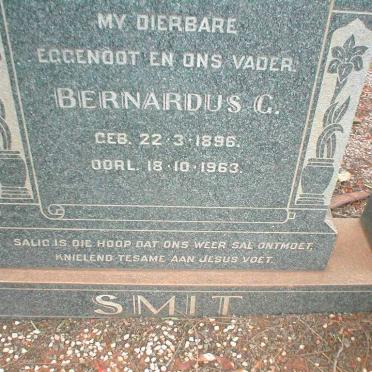 MY DIERBARE
EGGENOOT EN ONS VADER
BERNARDUS G.
GEB. 22·3·1896.
OORL. 18·10·1963.
SALIG IS DIE HOOP DAT ONS WEER SAL ONTMOET,
KNIELEND TESAME AAN JESUS VOET.
SMIT